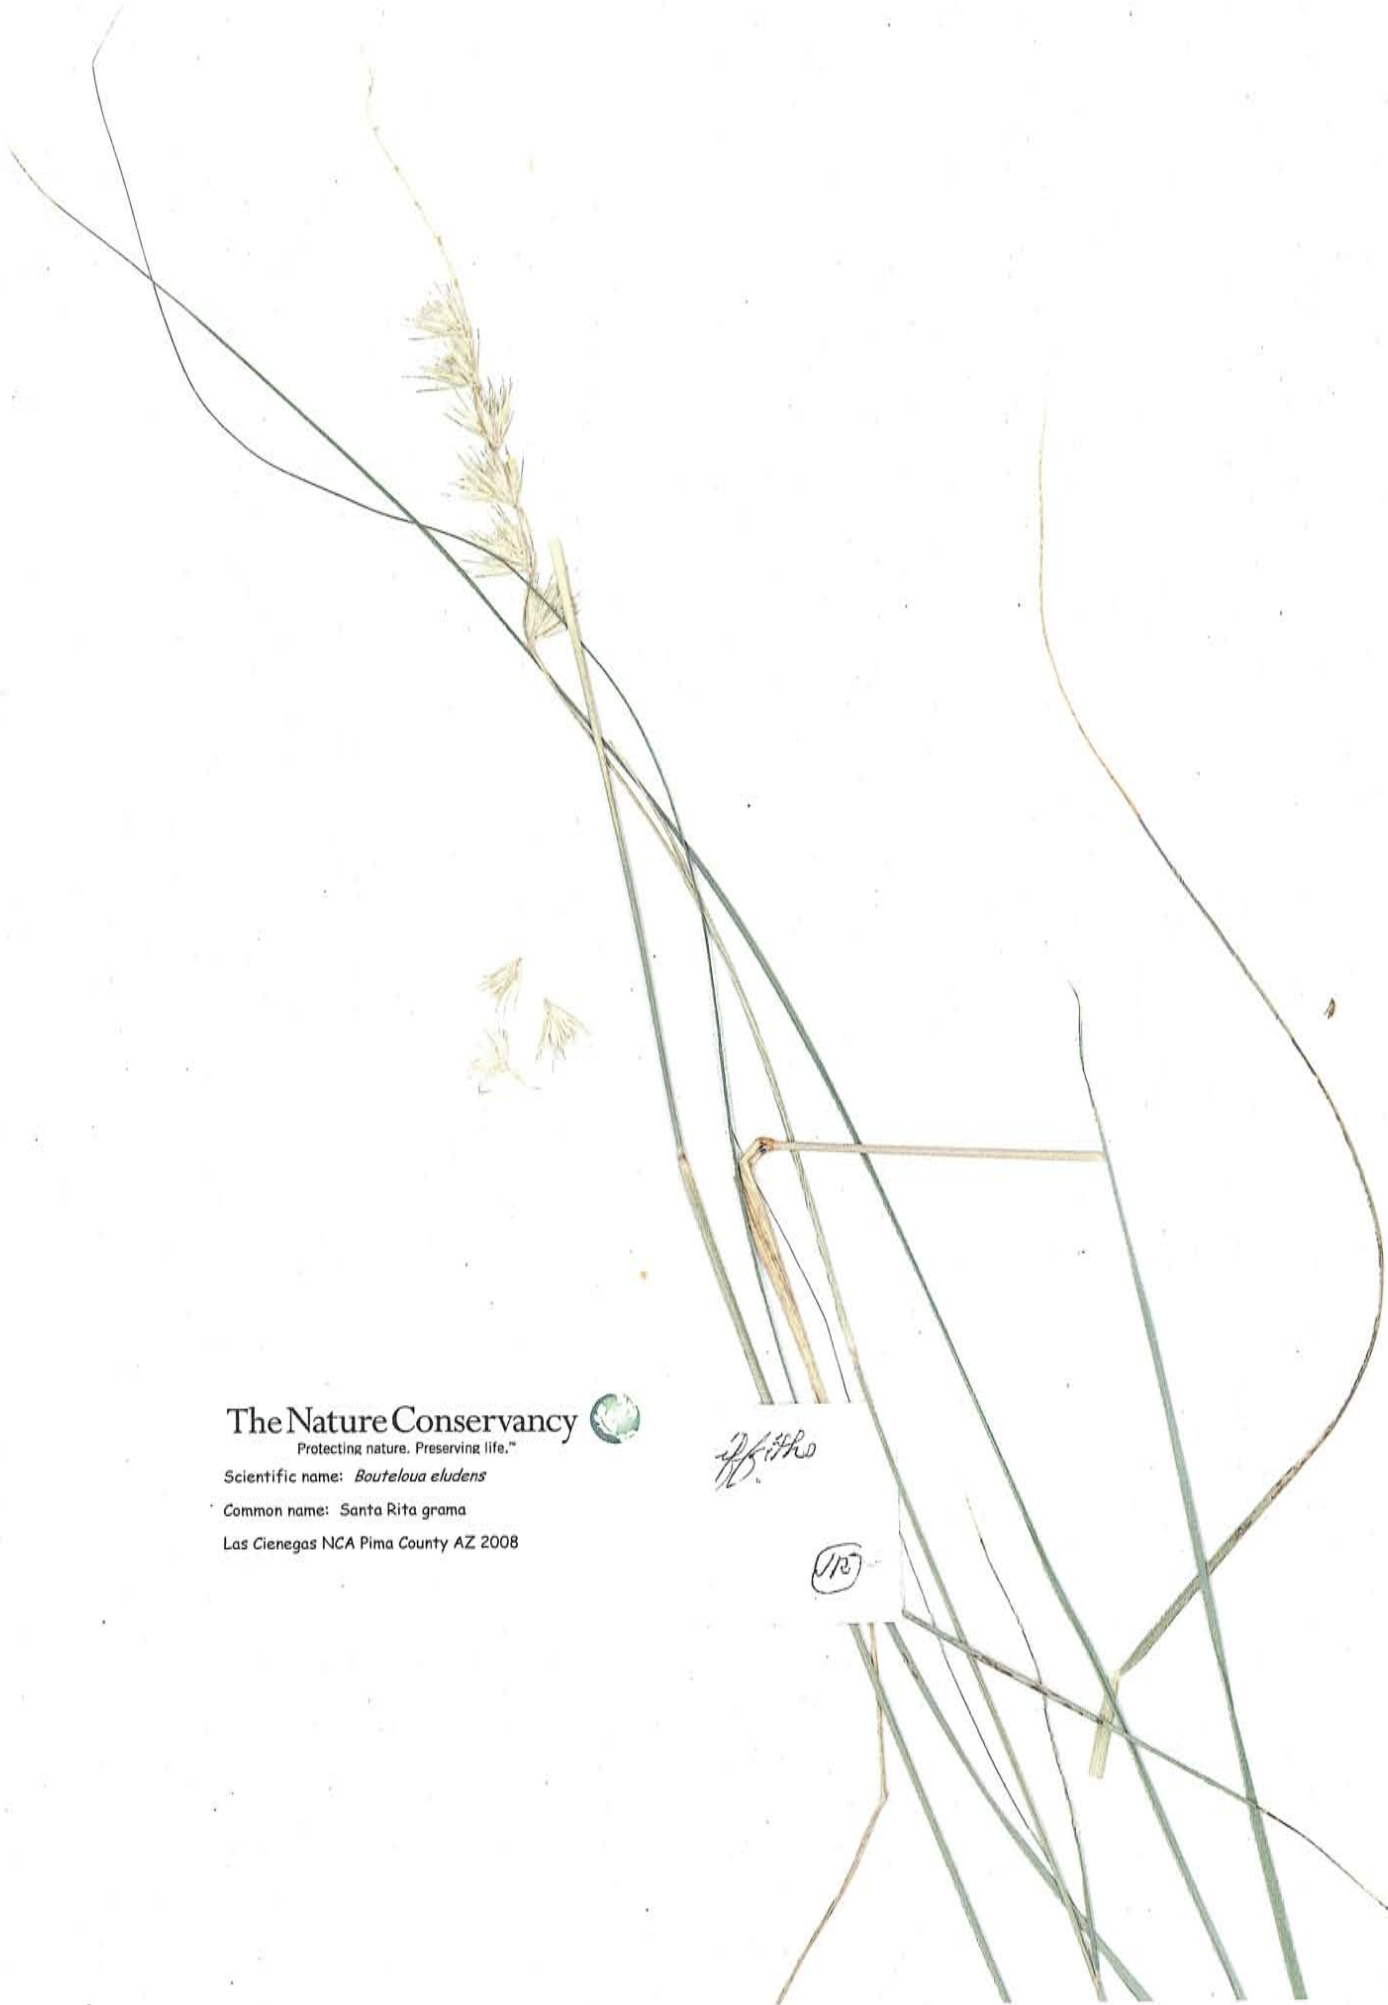 The Nature Conservancy
Protecting nature. Preserving life.™
Scientific name: Bouteloua eludens
Common name: Santa Rita grama
Las Cienegas NCA Pima County AZ 2008